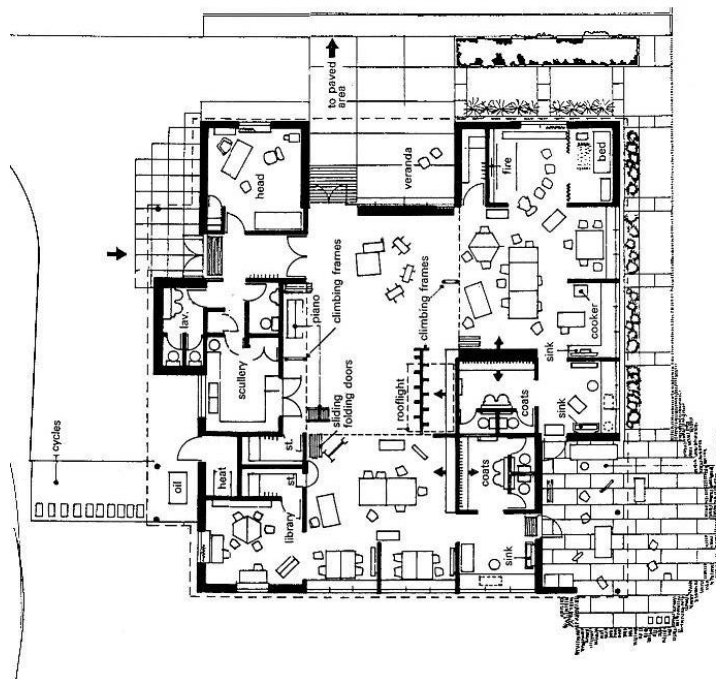 cycles
oil
lav.
heat
scullery
library
st.
st.
head
piano
climbing frames
sliding
folding doors
to paved
area
rooflight
veranda
climbing frames
coats
sink
fire
coats
sink
sink
cooker
bed